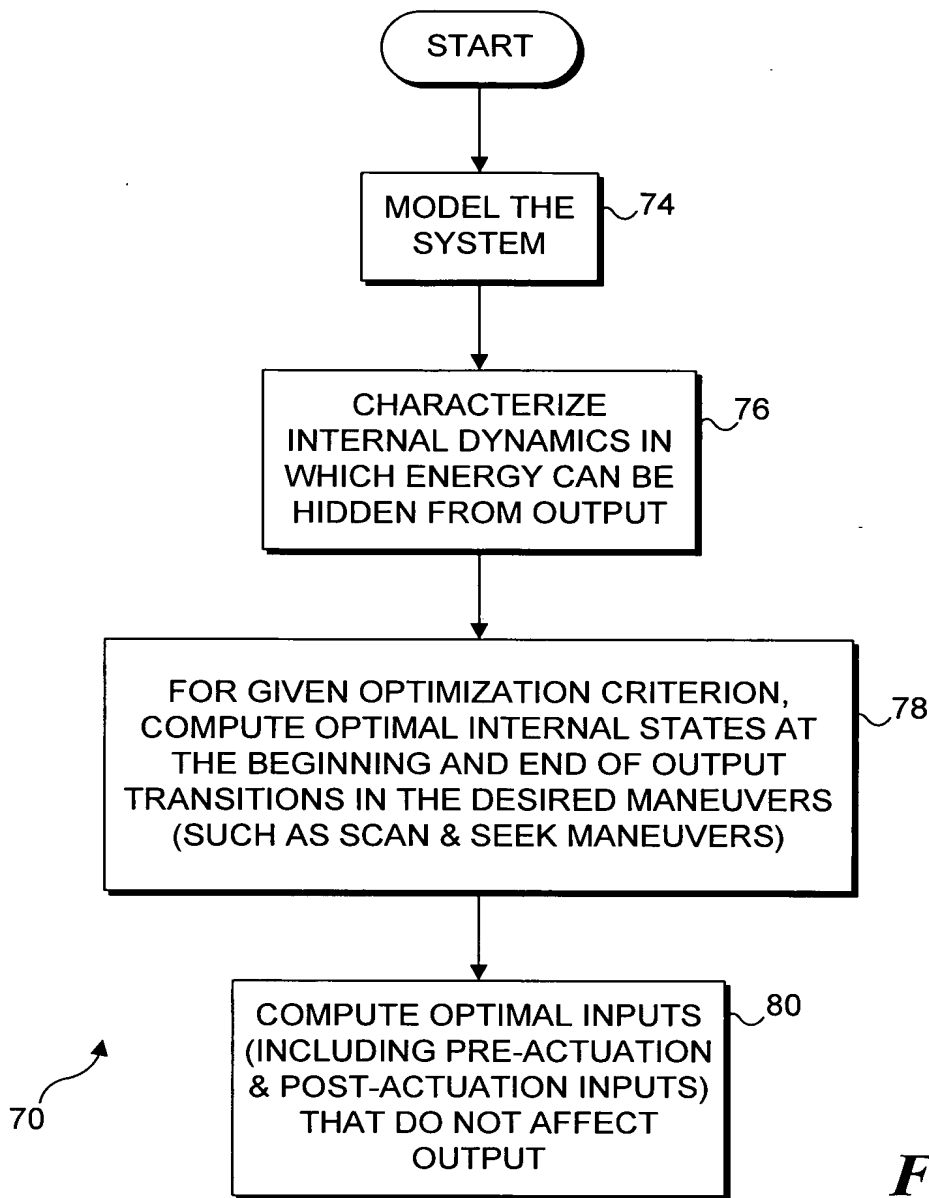 START
MODEL THE
SYSTEM
74
CHARACTERIZE
INTERNAL DYNAMICS IN
WHICH ENERGY CAN BE
HIDDEN FROM OUTPUT
76
FOR GIVEN OPTIMIZATION CRITERION,
COMPUTE OPTIMAL INTERNAL STATES AT
THE BEGINNING AND END OF OUTPUT
TRANSITIONS IN THE DESIRED MANEUVERS
(SUCH AS SCAN & SEEK MANEUVERS)
78
COMPUTE OPTIMAL INPUTS
(INCLUDING PRE-ACTUATION
& POST-ACTUATION INPUTS)
THAT DO NOT AFFECT
OUTPUT
80
70
F